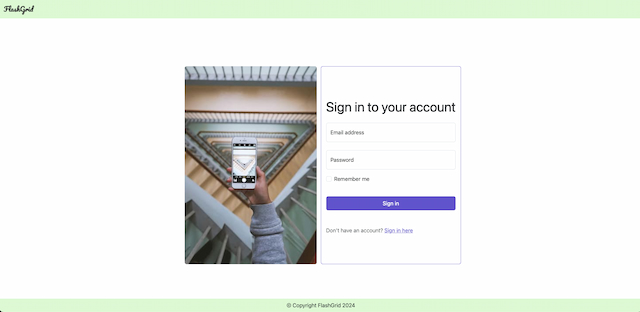 FlashGrid
Sign in to your account
Email address
Password
Remember me
Sign in
Don't have an account? Sign in here
© Copyright FlashGrid 2024